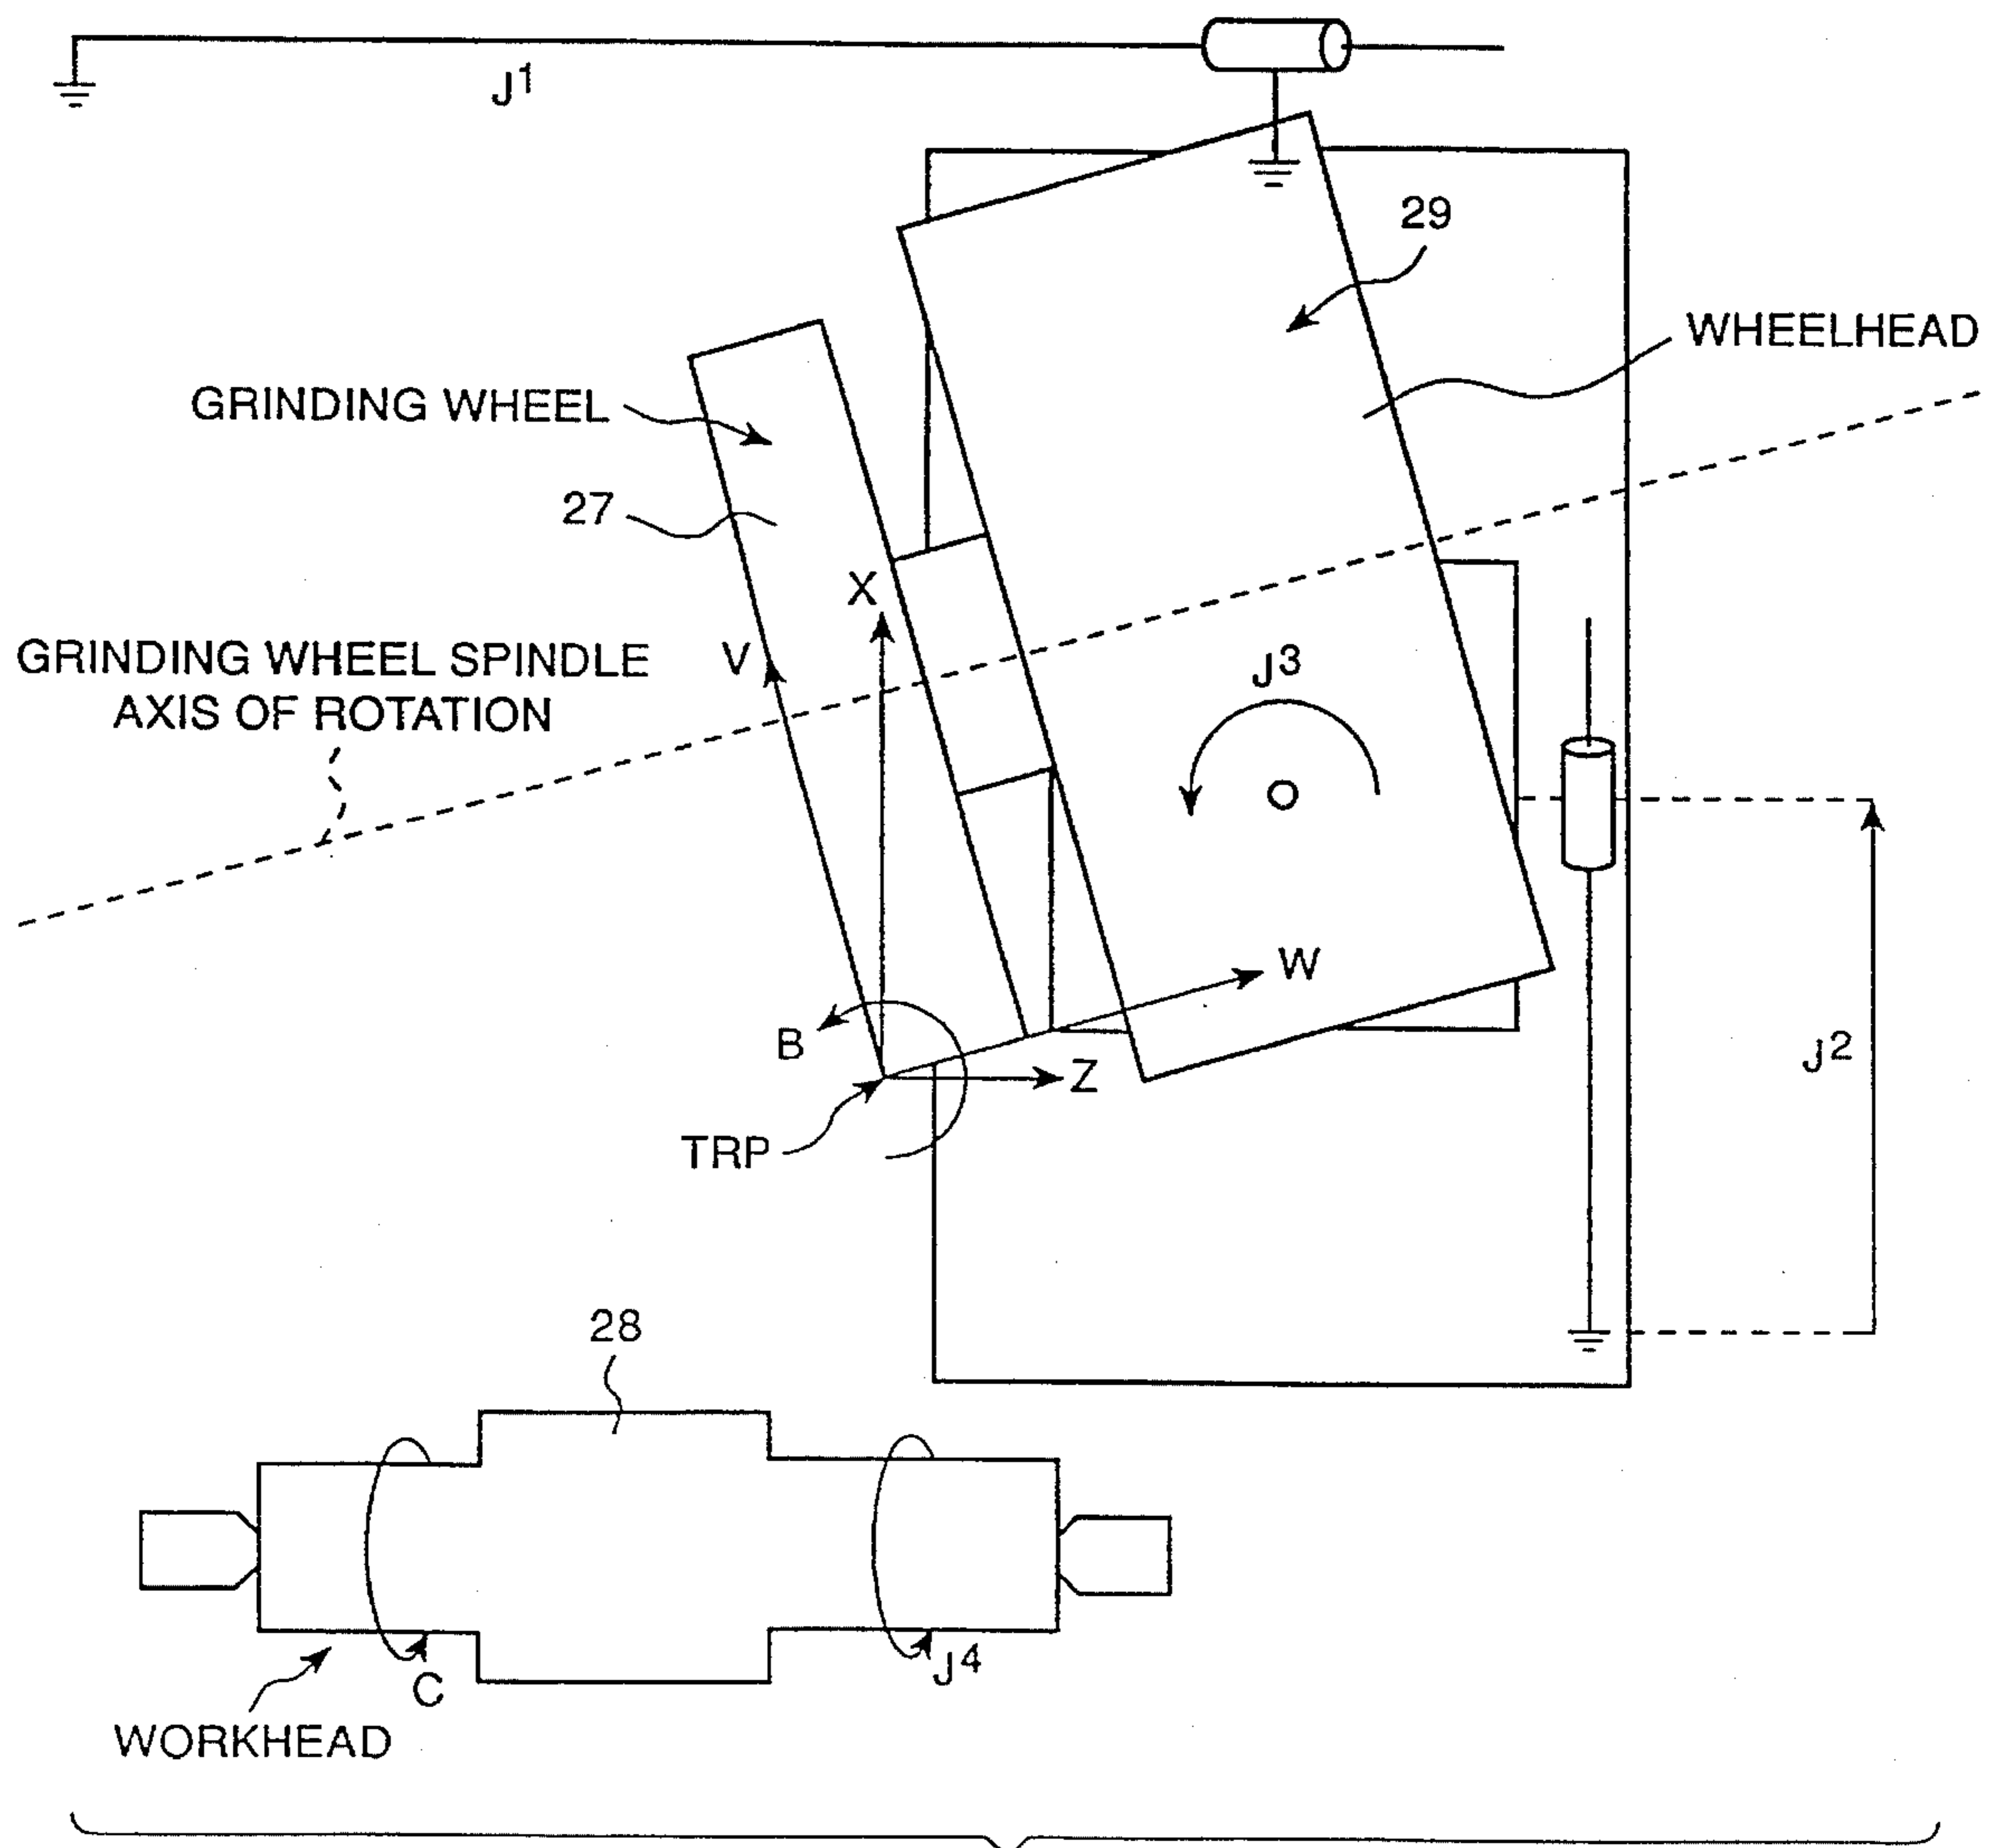 J1
29
WHEELHEAD
GRINDING WHEEL
27
X
V
GRINDING WHEEL SPINDLE
AXIS OF ROTATION
J3
W
B
Z
J2
TRP
28
C
J4
WORKHEAD